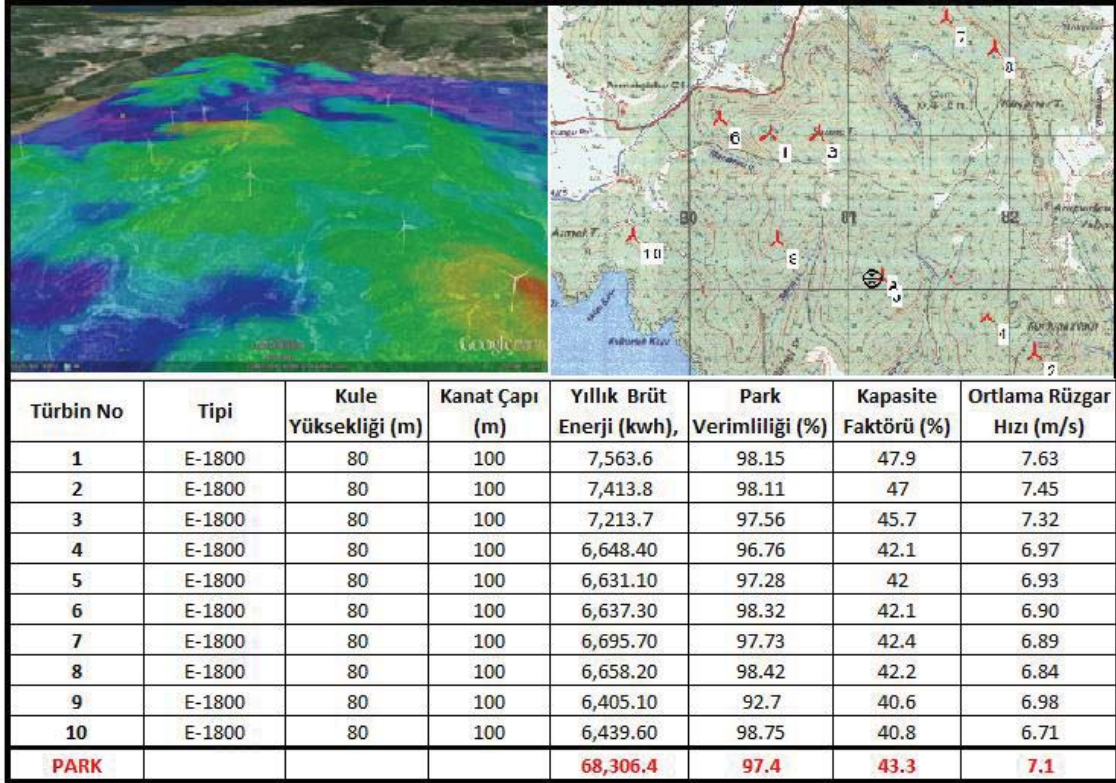 Google
7
8
6
1
3
80
81
82
Azmak T.
10
8
4
2
Türbin No Tipi Kule Yüksekliği (m) Kanat Çapı (m) Yıllık Brüt Enerji (kwh), Park Verimliliği (%) Kapasite Faktörü (%) Ortlama Rüzgar Hızı (m/s)
1 E-1800 80 100 7,563.6 98.15 47.9 7.63
2 E-1800 80 100 7,413.8 98.11 47 7.45
3 E-1800 80 100 7,213.7 97.56 45.7 7.32
4 E-1800 80 100 6,648.40 96.76 42.1 6.97
5 E-1800 80 100 6,631.10 97.28 42 6.93
6 E-1800 80 100 6,637.30 98.32 42.1 6.90
7 E-1800 80 100 6,695.70 97.73 42.4 6.89
8 E-1800 80 100 6,658.20 98.42 42.2 6.84
9 E-1800 80 100 6,405.10 92.7 40.6 6.98
10 E-1800 80 100 6,439.60 98.75 40.8 6.71
PARK 68,306.4 97.4 43.3 7.1